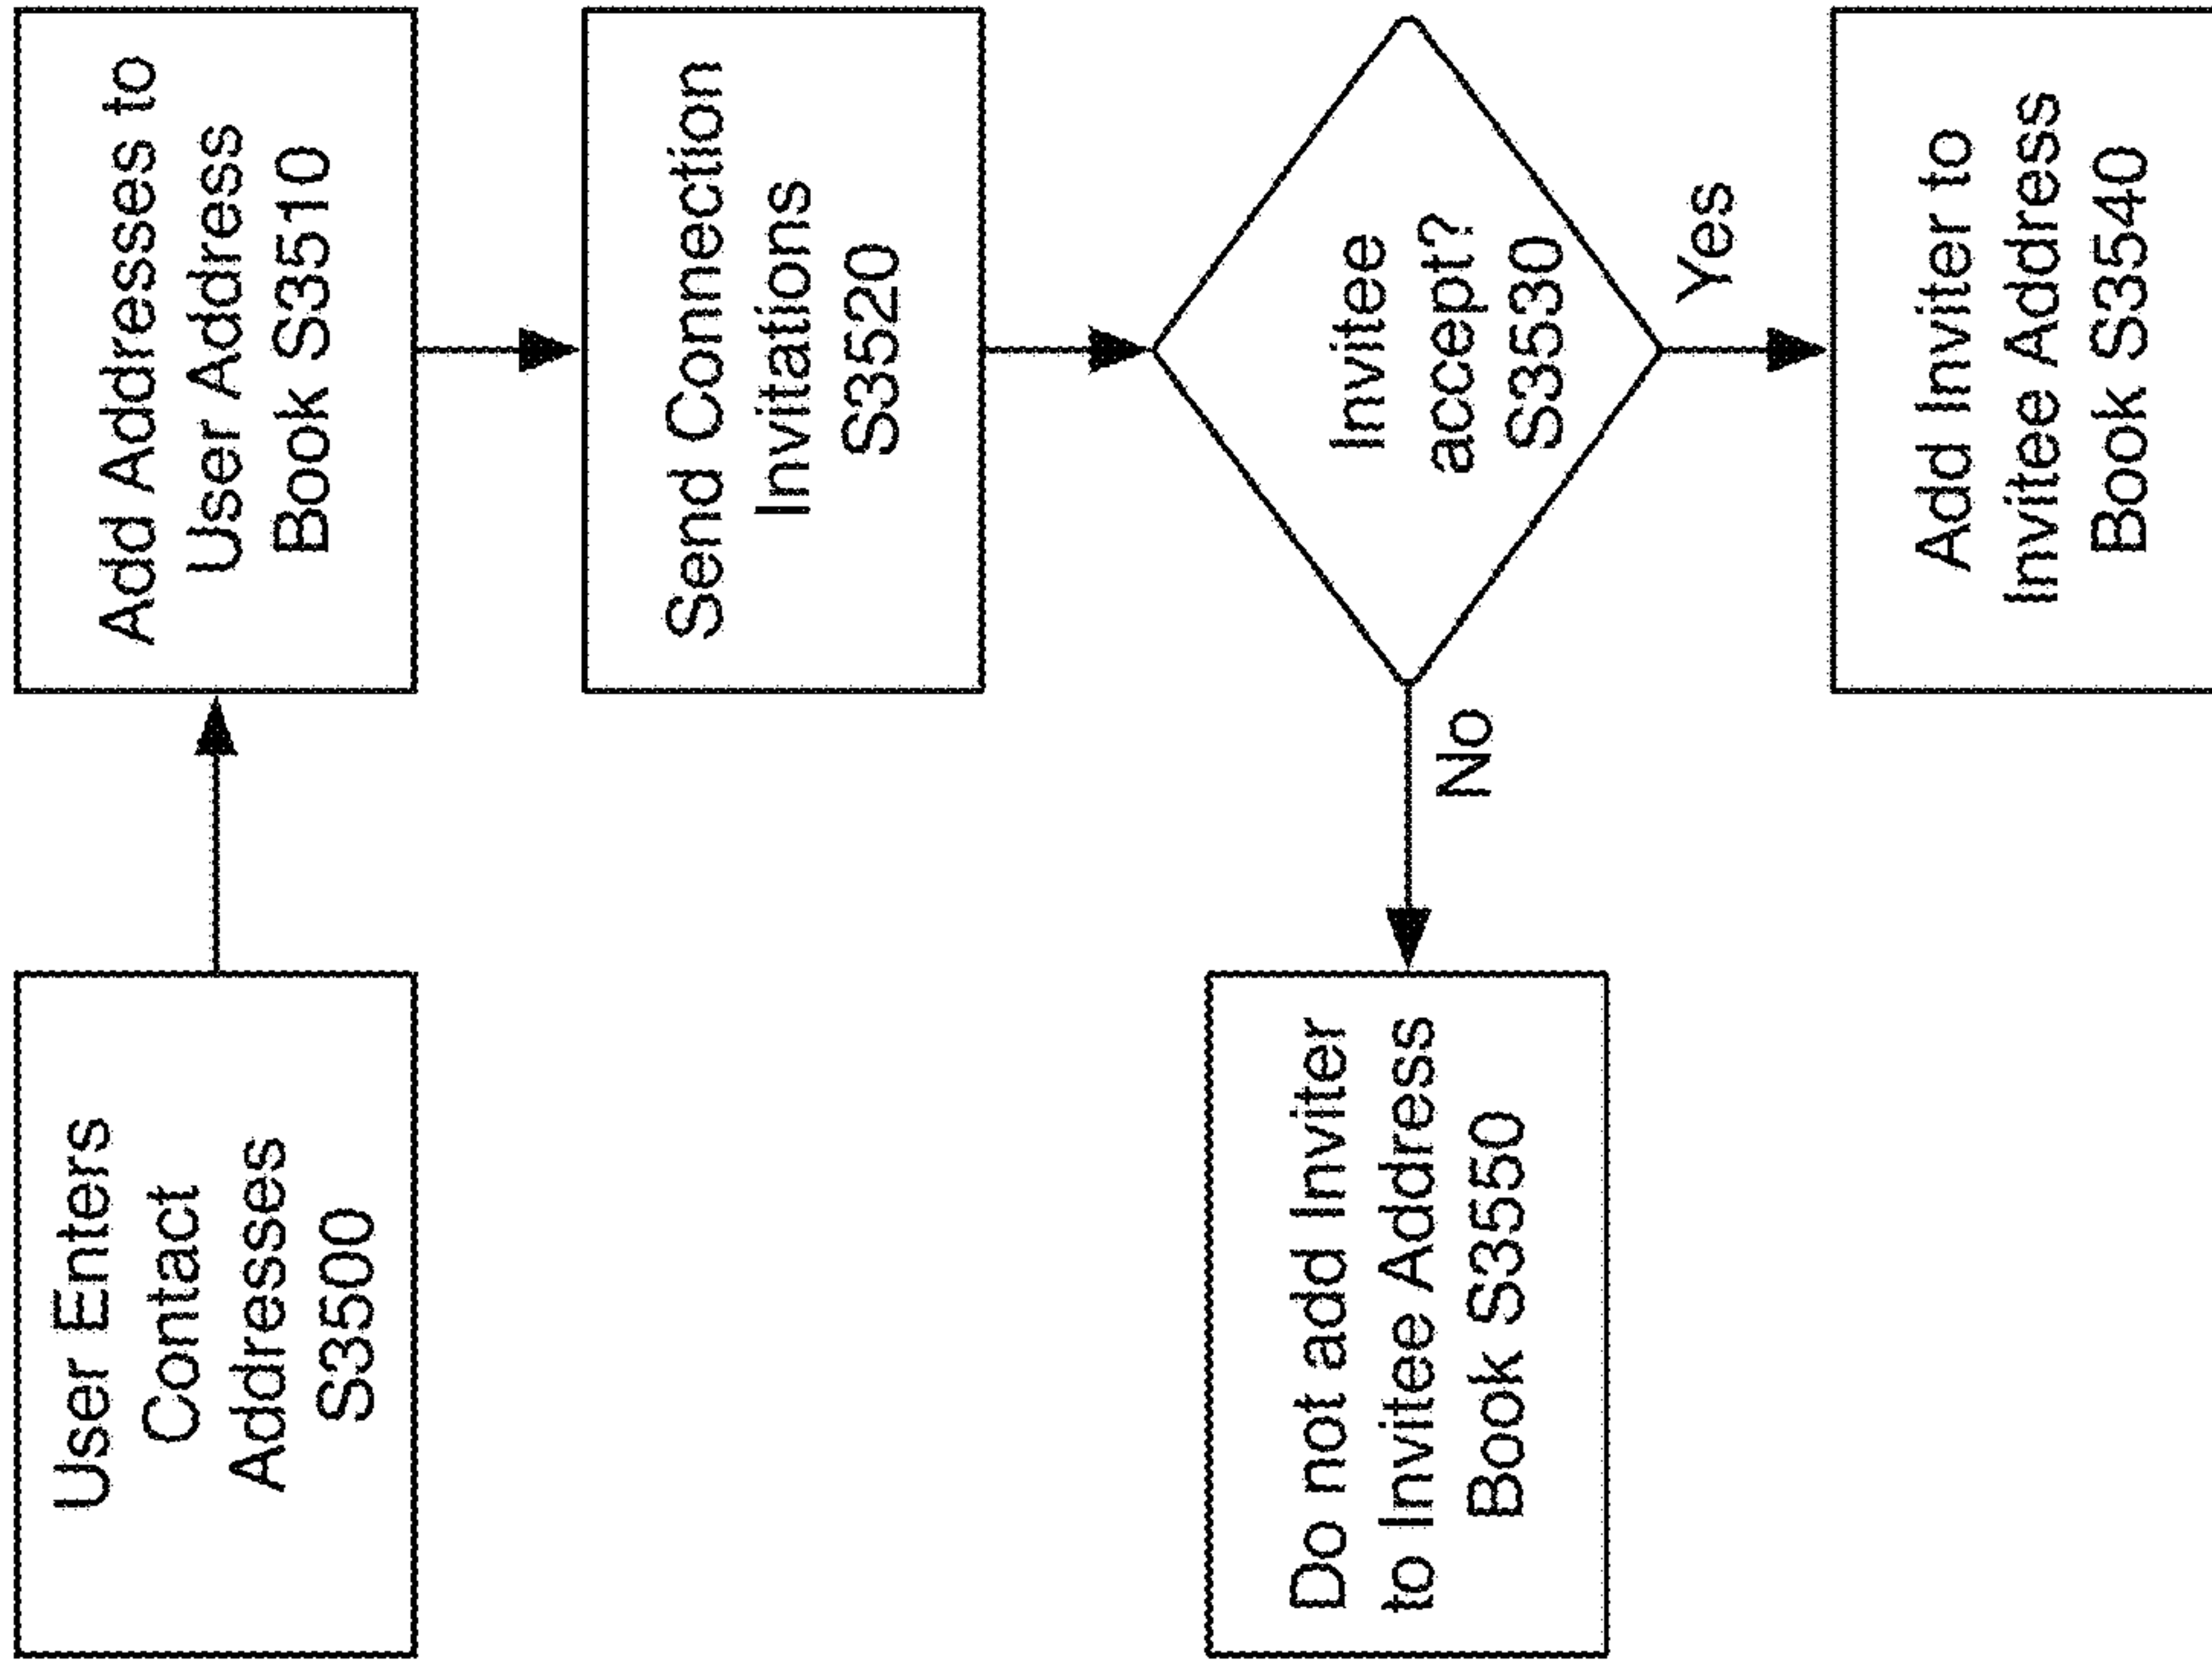 User Enters
Contact
Addresses
S3500
Add Addresses to
User Address
Book S3510
Send Connection
Invitations
S3520
Invitee
accept?
S3530
No
Yes
Do not add Inviter
to Invitee Address
Book S3550
Add Inviter to
Invitee Address
Book S3540